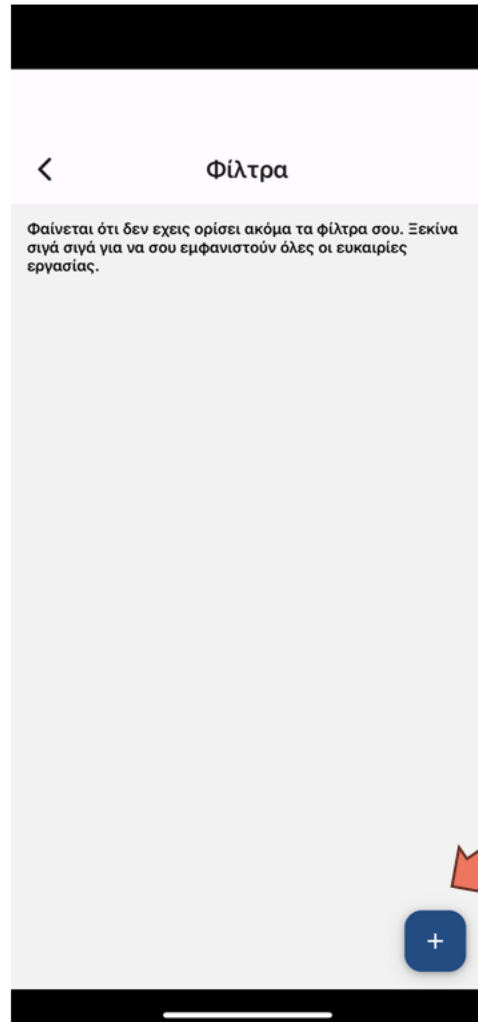 Φίλτρα
Φαίνεται ότι δεν εχεις ορίσει ακόμα τα φίλτρα σου. Ξεκίνα
σιγά σιγά για να σου εμφανιστούν όλες οι ευκαιρίες
εργασίας.
+